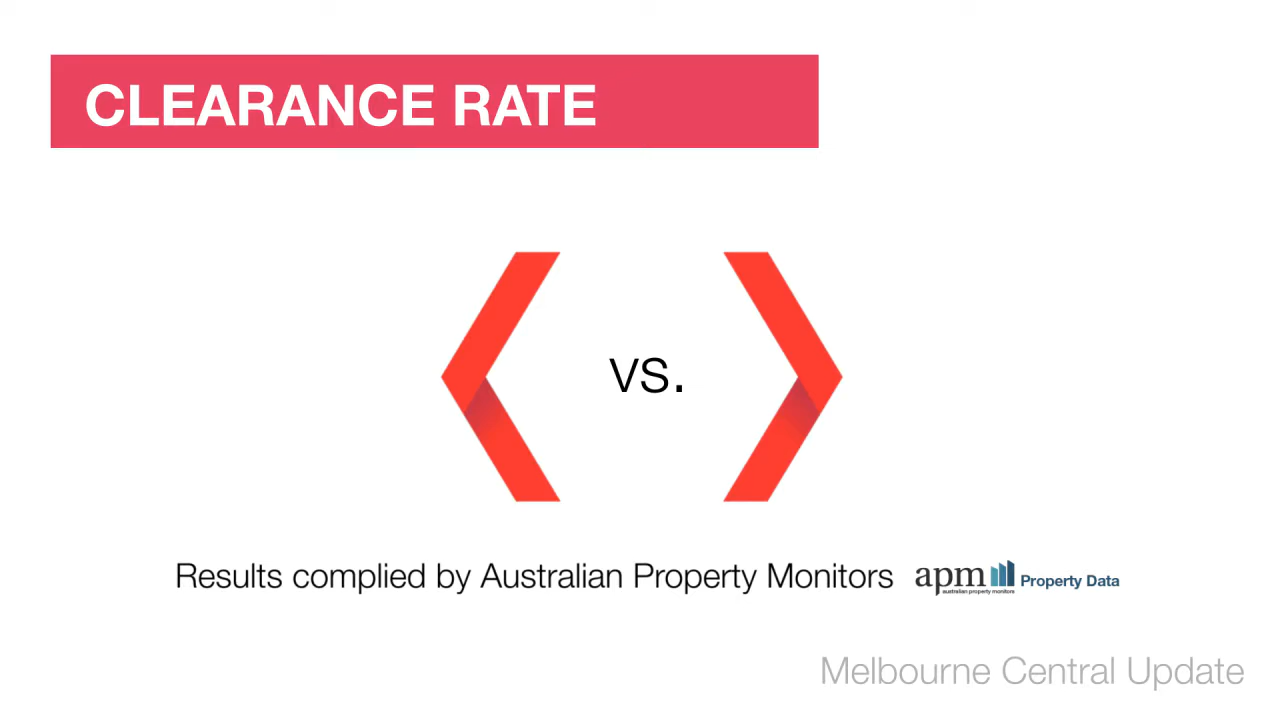 CLEARANCE RATE
vs.
Results complied by Australian Property Monitors
apm Property Data
australian property monitors
Melbourne Central Update